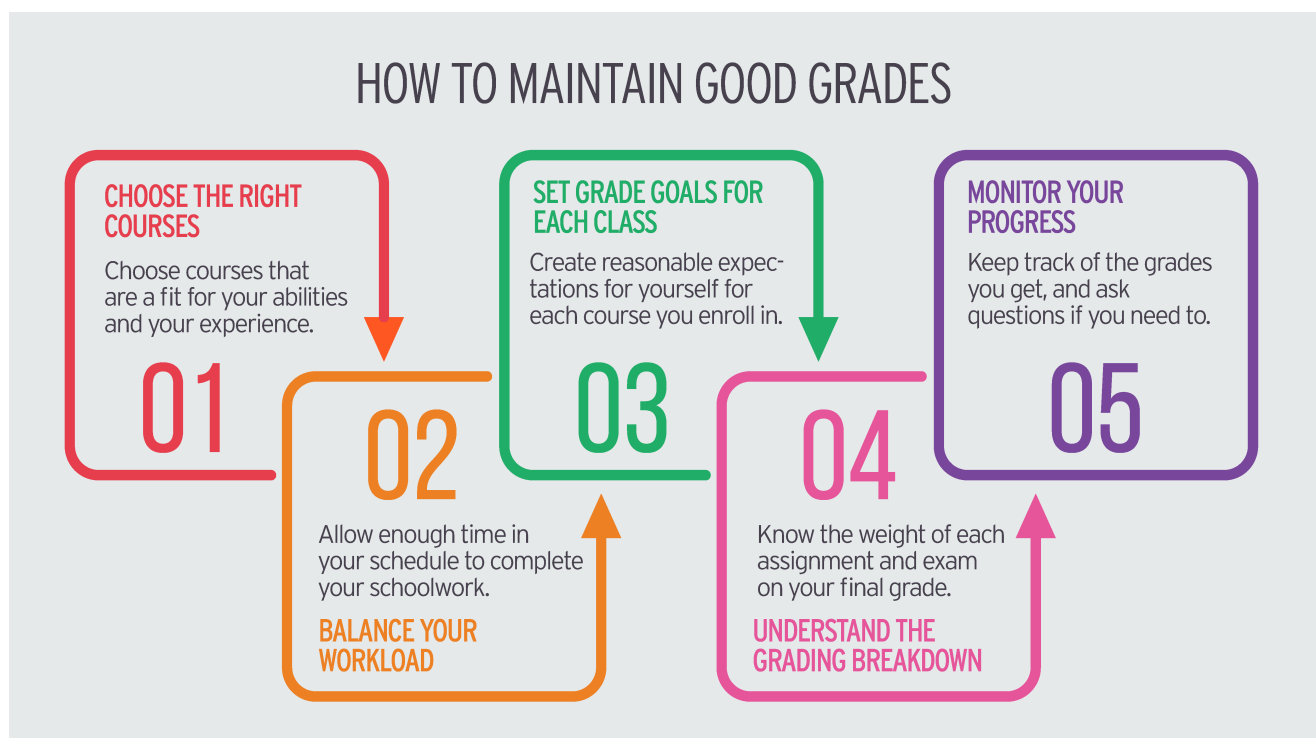 HOW TO MAINTAIN GOOD GRADES
CHOOSE THE RIGHT
COURSES
Choose courses that
are a fit for your abilities
and your experience.
01
02
Allow enough time in
your schedule to complete
your schoolwork.
BALANCE YOUR
WORKLOAD
SET GRADE GOALS FOR
EACH CLASS
Create reasonable expec-
tations for yourself for
each course you enroll in.
03
04
Know the weight of each
assignment and exam
on your final grade.
UNDERSTAND THE
GRADING BREAKDOWN
MONITOR YOUR
PROGRESS
Keep track of the grades
you get, and ask
questions if you need to.
05